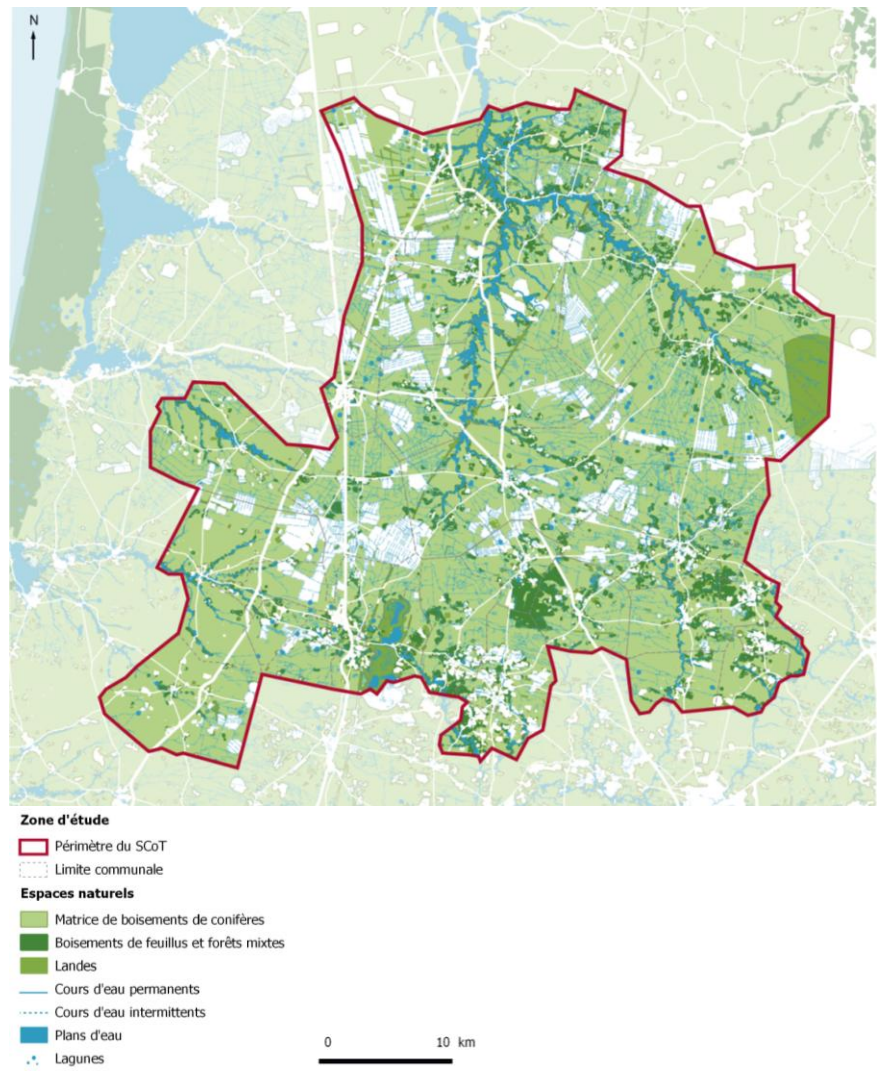 N
Zone d'étude
Périmètre du SCoT
Limite communale
Espaces naturels
Matrice de boisements de conifères
Boisements de feuillus et forêts mixtes
Landes
Cours d'eau permanents
Cours d'eau intermittents
Plans d'eau
Lagunes
0 10 km